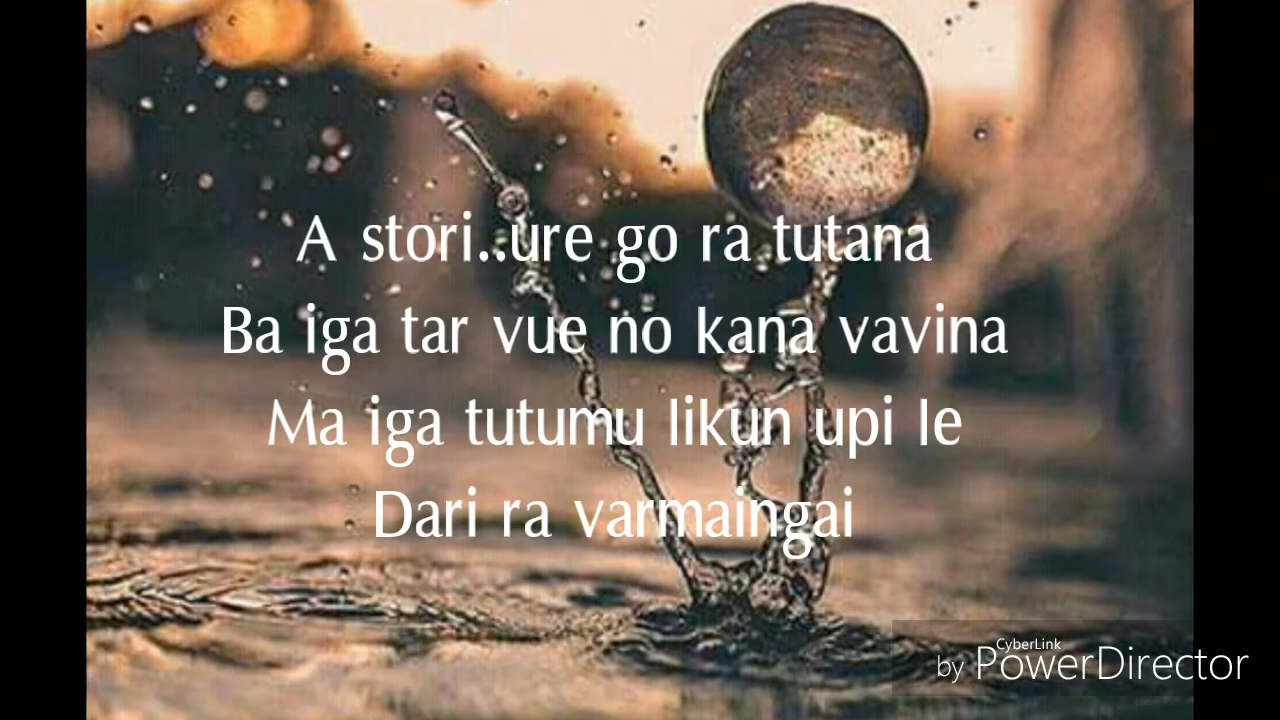 A stori..ure go ra tutana
Ba iga tar vue no kana vavina
Ma iga tutumu likun upi Ie
Dari ra varmaingai
by CyberLink PowerDirector